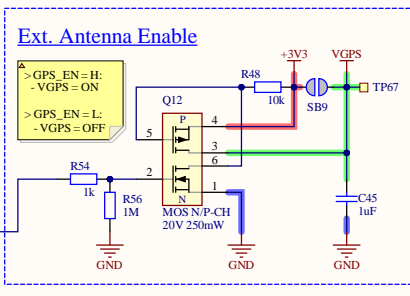 Ext. Antenna Enable
>GPS_EN = H:
- VGPS = ON
>GPS_EN = L:
- VGPS = OFF
+3V3
VGPS
R48
10k
SB9
TP67
Q12
P
4
5
3
6
2
1
N
MOS N/P-CH
20V 250mW
R54
1k
R56
1M
C45
1uF
GND
GND
GND